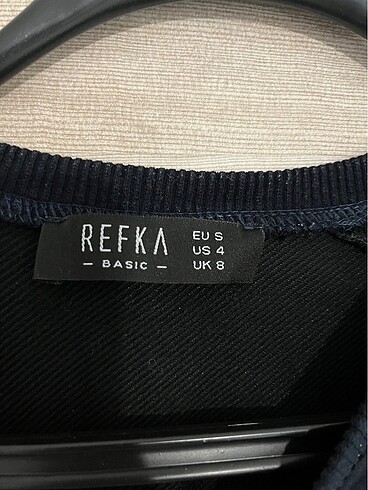 REFKA
— BASIC —
EU S
US 4
UK 8